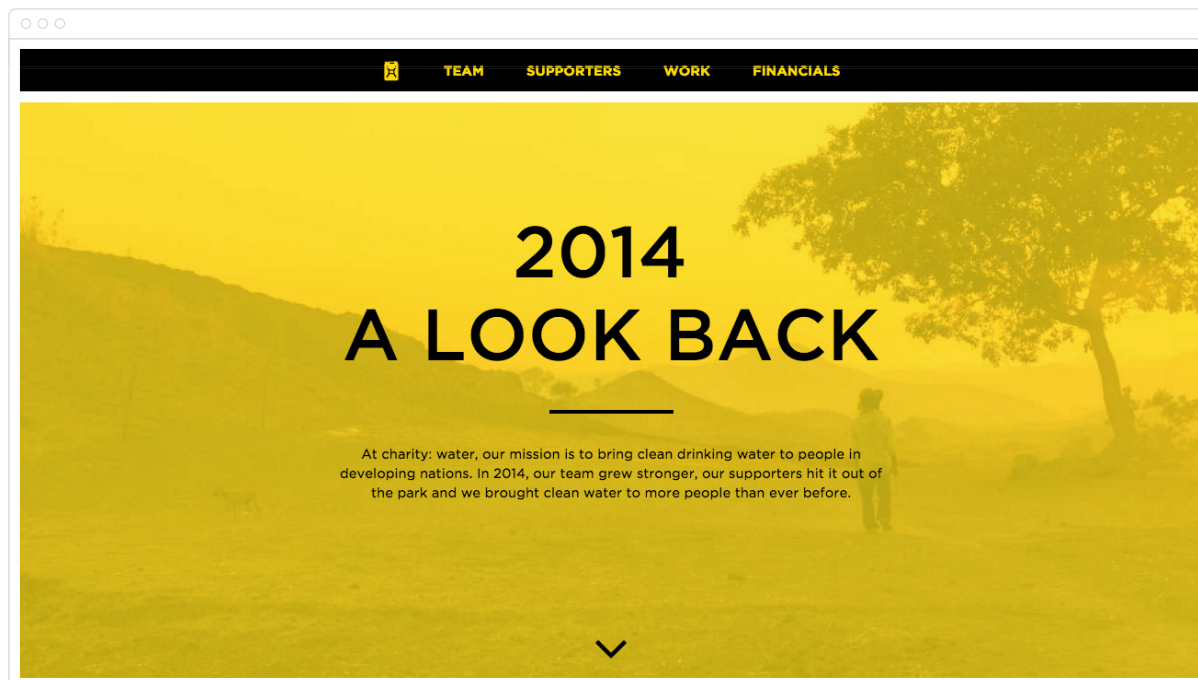 TEAM SUPPORTERS WORK FINANCIALS
2014
A LOOK BACK
At charity: water, our mission is to bring clean drinking water to people in
developing nations. In 2014, our team grew stronger, our supporters hit it out of
the park and we brought clean water to more people than ever before.